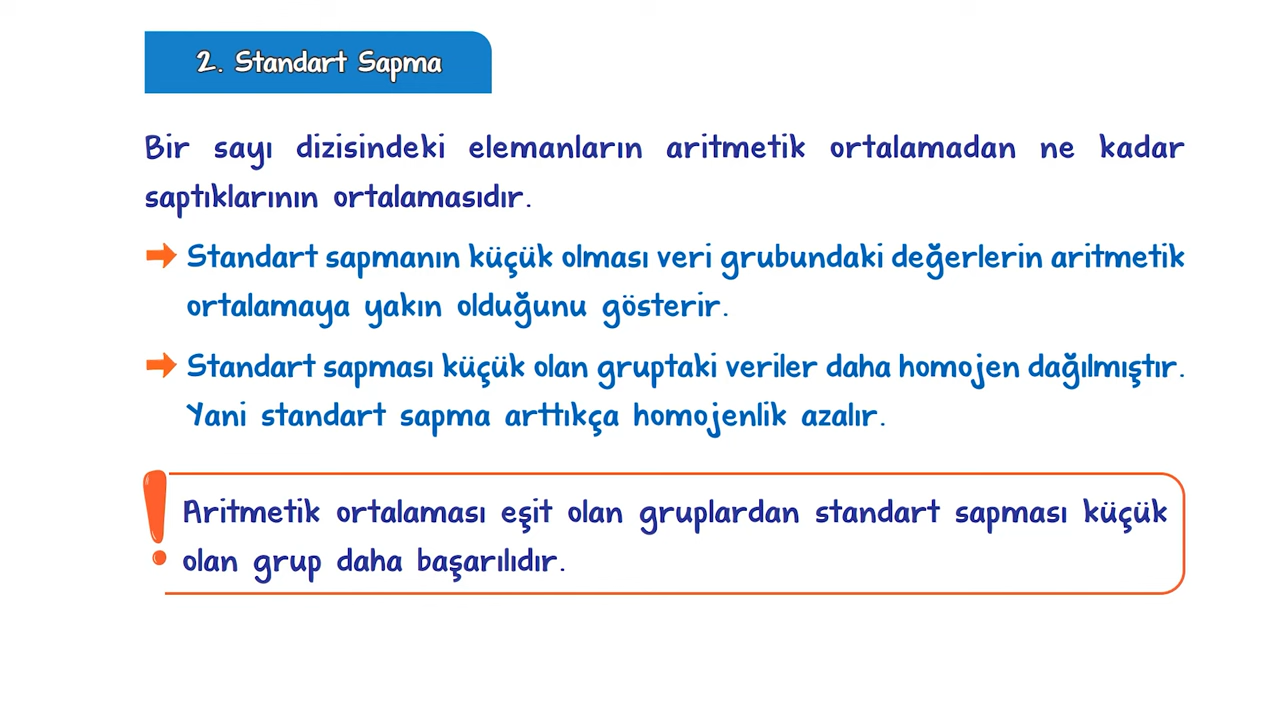 2. Standart Sapma
Bir sayı dizisindeki elemanların aritmetik ortalamadan ne kadar
saptıklarının ortalamasıdır.
Standart sapmanın küçük olması veri grubundaki değerlerin aritmetik
ortalamaya yakın olduğunu gösterir.
Standart sapması küçük olan gruptaki veriler daha homojen dağılmıştır.
Yani standart sapma arttıkça homojenlik azalır.
Aritmetik ortalaması eşit olan gruplardan standart sapması küçük
olan grup daha başarılıdır.